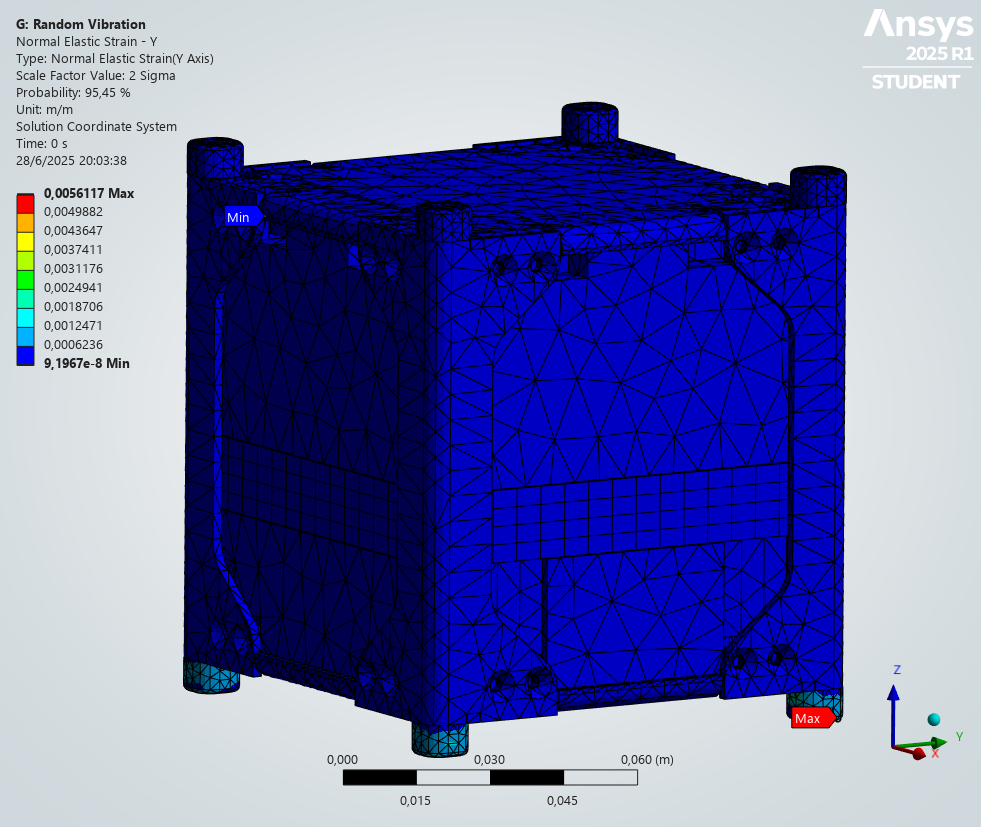 G: Random Vibration
Normal Elastic Strain - Y
Type: Normal Elastic Strain(Y Axis)
Scale Factor Value: 2 Sigma
Probability: 95,45 %
Unit: m/m
Solution Coordinate System
Time: 0 s
28/6/2025 20:03:38
Ansys
2025 R1
STUDENT
0,0056117 Max
0,0049882
0,0043647
0,0037411
0,0031176
0,0024941
0,0018706
0,0012471
0,0006236
9,1967e-8 Min
Min
Max
0,000
0,030
0,060 (m)
0,015
0,045
Z
Y
X